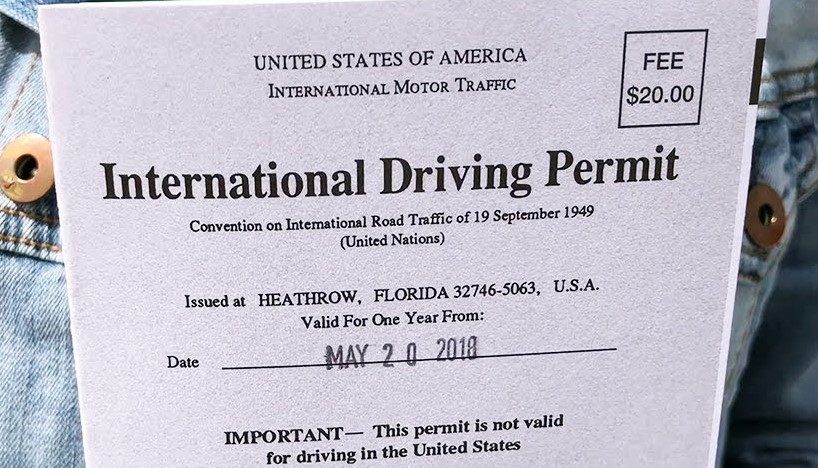 UNITED STATES OF AMERICA
INTERNATIONAL MOTOR TRAFFIC
FEE
$20.00
International Driving Permit
Convention on International Road Traffic of 19 September 1949
(United Nations)
Issued at HEATHROW, FLORIDA 32746-5063, U.S.A.
Valid For One Year From:
Date MAY 20 2018
IMPORTANT— This permit is not valid
for driving in the United States